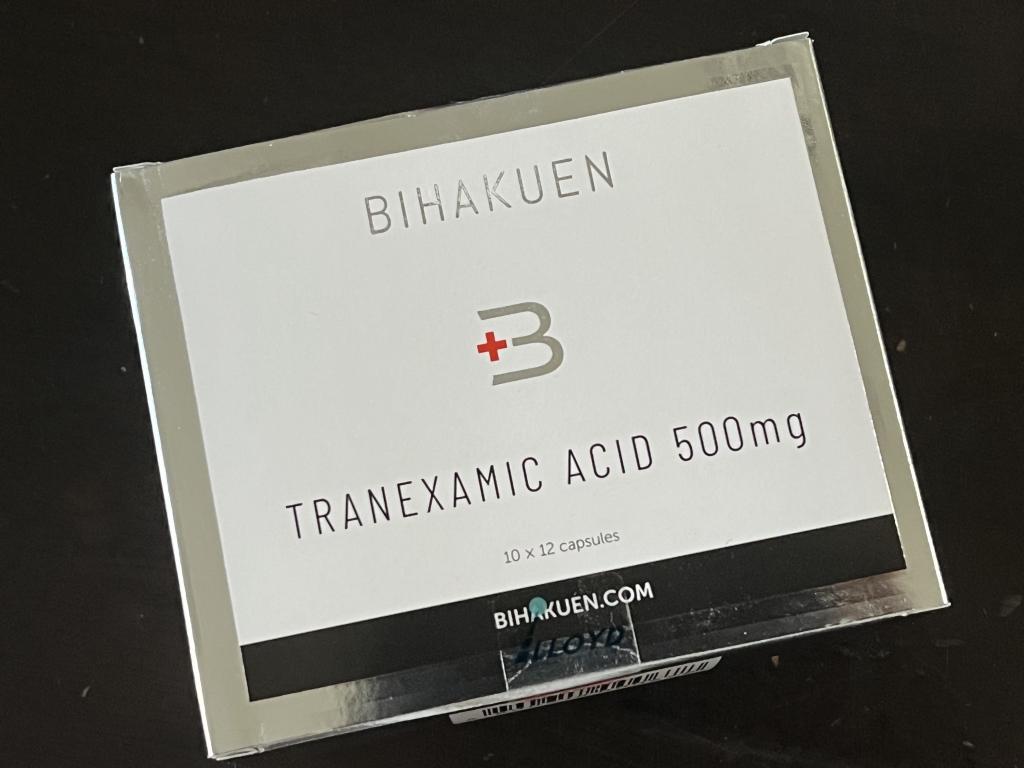 BIHAKUEN
B
TRANEXAMIC ACID 500mg
10 x 12 capsules
BIHAKUEN.COM
LLOYD